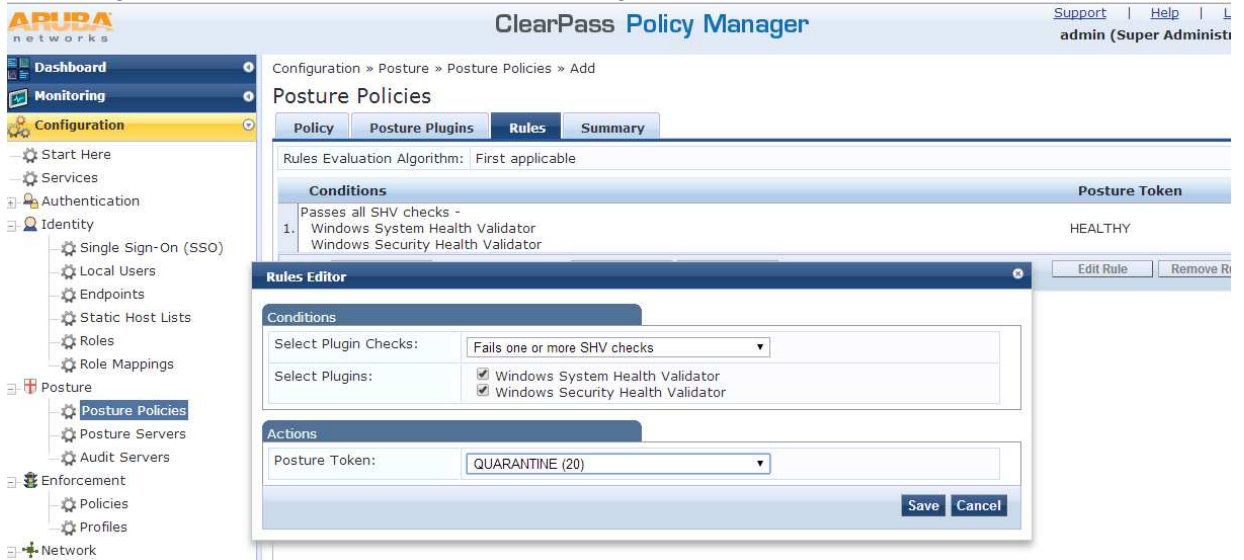 ARUBA
networks
ClearPass Policy Manager
Support | Help | L
admin (Super Administr
Dashboard
Monitoring
Configuration
Start Here
Services
Authentication
Identity
Single Sign-On (SSO)
Local Users
Endpoints
Static Host Lists
Roles
Role Mappings
Posture
Posture Policies
Posture Servers
Audit Servers
Enforcement
Policies
Profiles
Network
Configuration » Posture » Posture Policies » Add
Posture Policies
Policy Posture Plugins Rules Summary
Rules Evaluation Algorithm: First applicable
Conditions Posture Token
Passes all SHV checks -
1. Windows System Health Validator HEALTHY
Windows Security Health Validator
Edit Rule Remove Ru
Rules Editor
Conditions
Select Plugin Checks: Fails one or more SHV checks
Select Plugins: Windows System Health Validator
Windows Security Health Validator
Actions
Posture Token: QUARANTINE (20)
Save Cancel